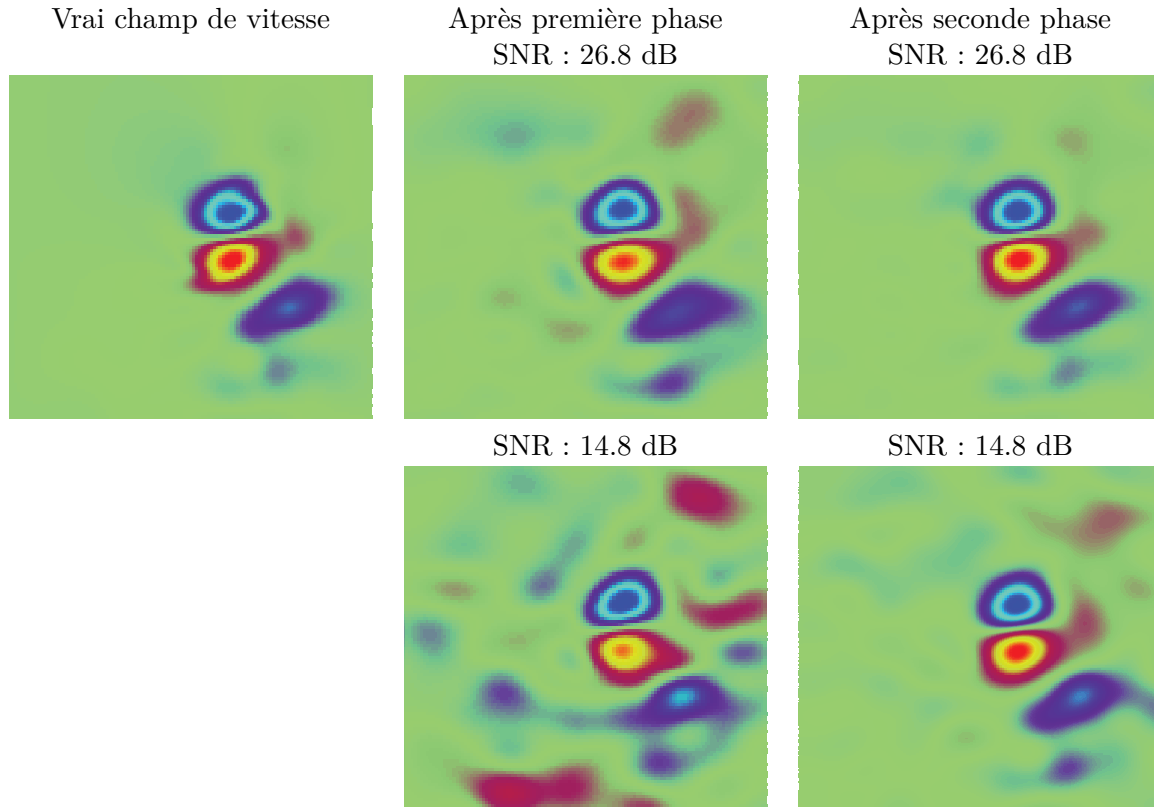 Vrai champ de vitesse
Après première phase
SNR : 26.8 dB
Après seconde phase
SNR : 26.8 dB
SNR : 14.8 dB
SNR : 14.8 dB